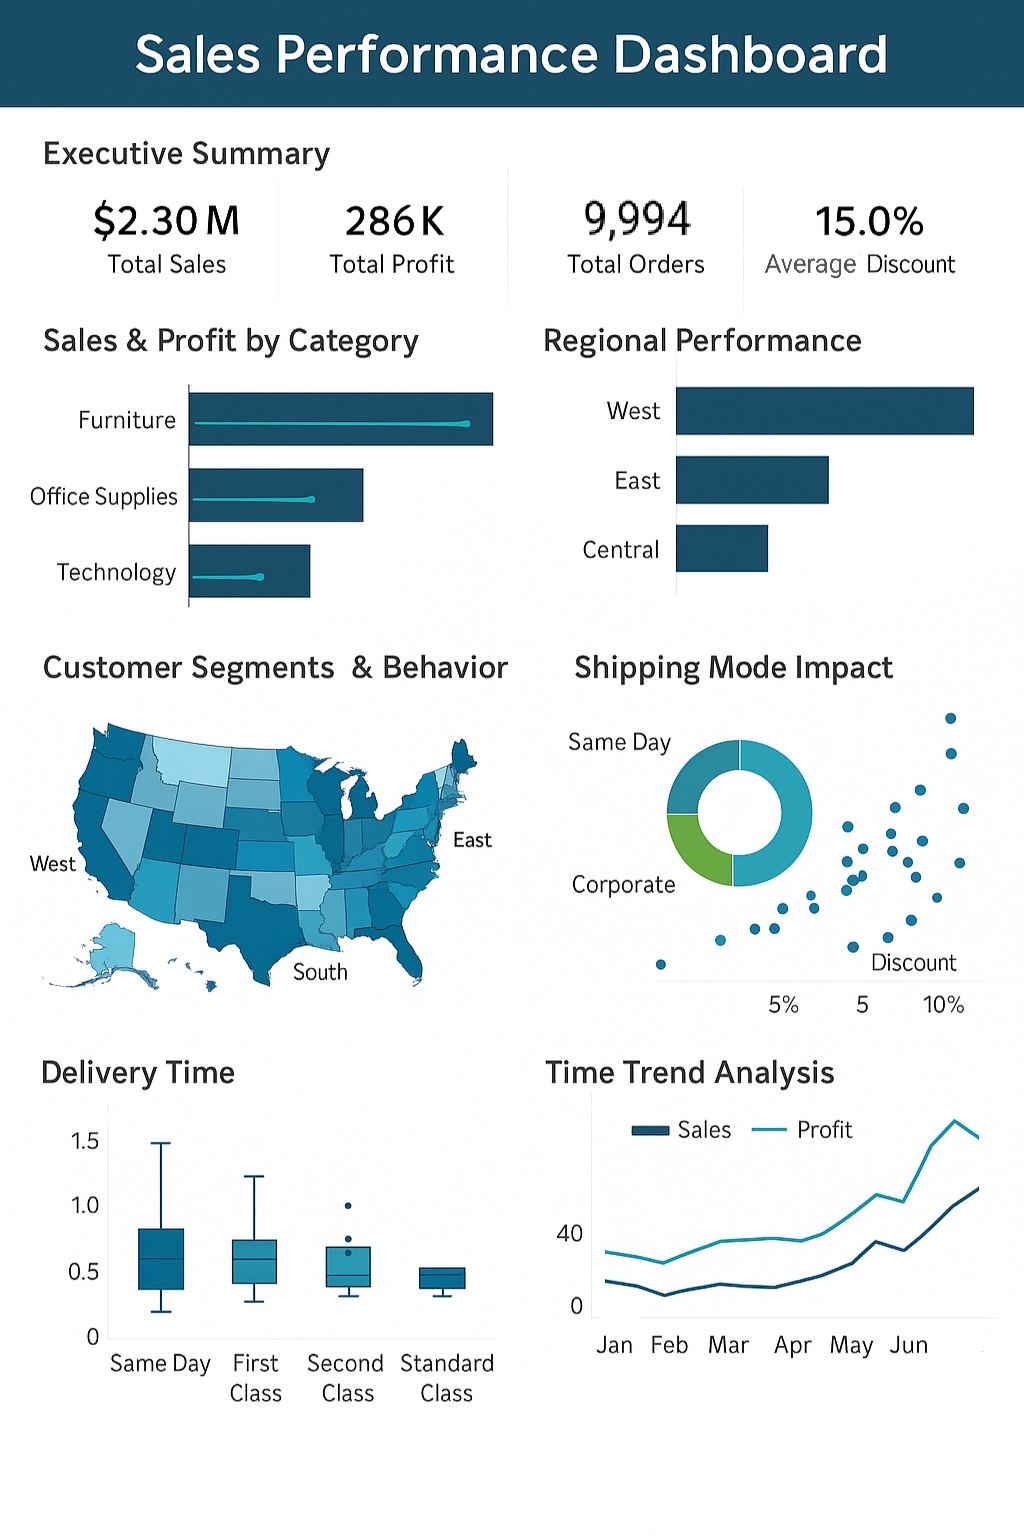 Sales Performance Dashboard
Executive Summary
$2.30 M
Total Sales
286 K
Total Profit
9,994
Total Orders
15.0%
Average Discount
Sales & Profit by Category
Furniture
Office Supplies
Technology
Regional Performance
West
East
Central
Customer Segments & Behavior
West
East
South
Shipping Mode Impact
Same Day
Corporate
Discount
5% 5 10%
Delivery Time
1.5
1.0
0.5
0
Same Day
First Class
Second Class
Standard Class
Time Trend Analysis
Sales Profit
40
0
Jan Feb Mar Apr May Jun